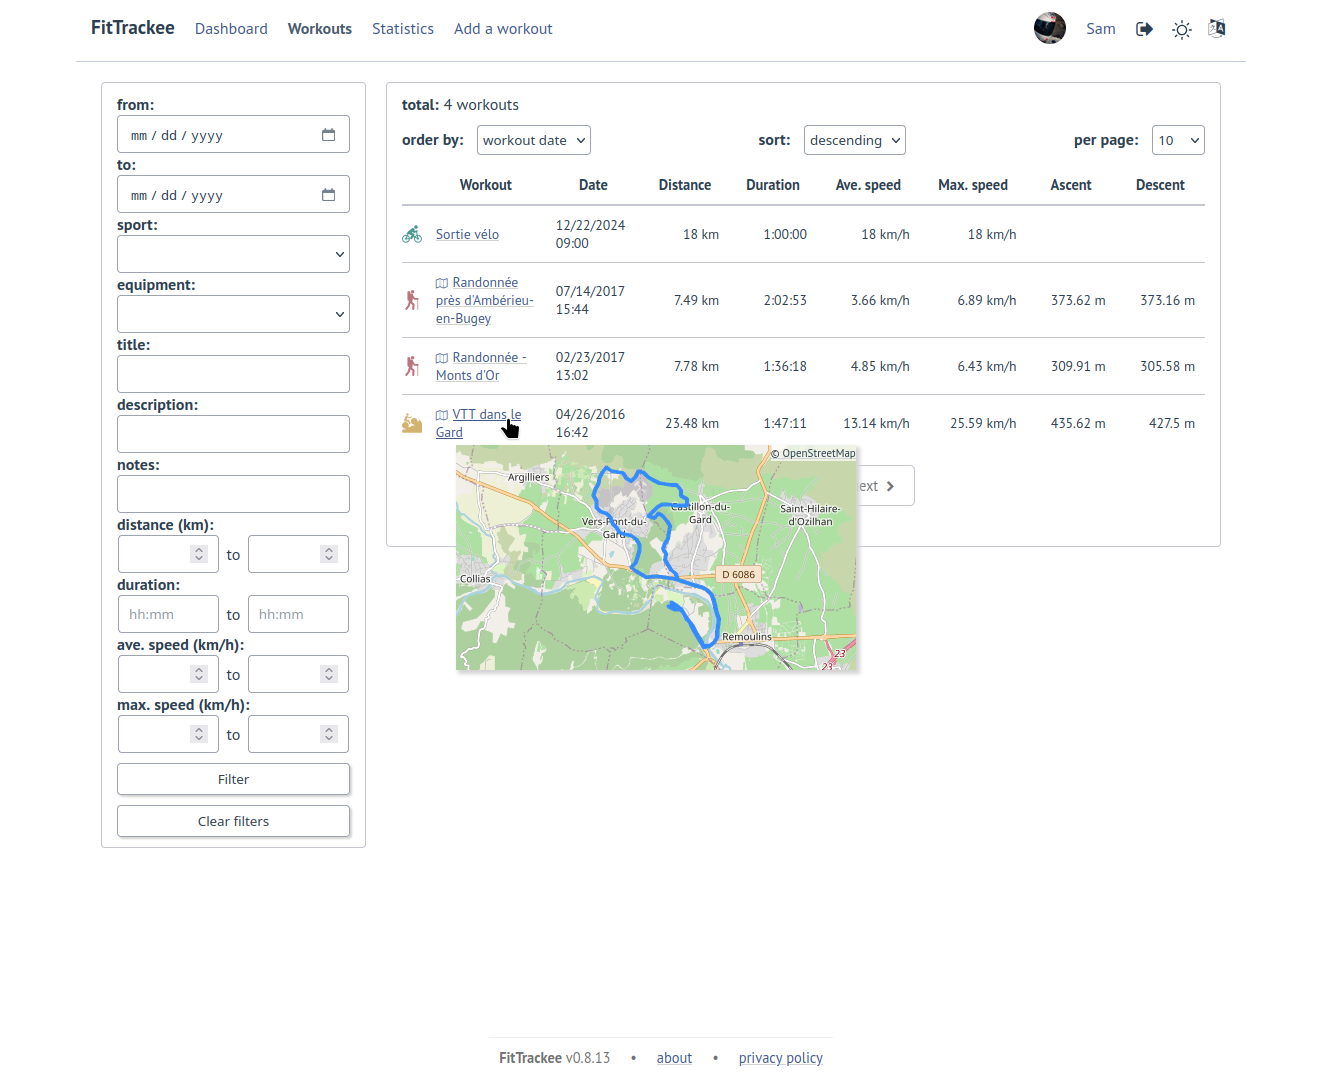 FitTrackee Dashboard Workouts Statistics Add a workout Sam
from:
mm / dd / yyyy
to:
mm / dd / yyyy
sport:
equipment:
title:
description:
notes:
distance (km):
to
duration:
hh:mm to hh:mm
ave. speed (km/h):
to
max. speed (km/h):
to
Filter
Clear filters
total: 4 workouts
order by: workout date sort: descending per page: 10
Workout Date Distance Duration Ave. speed Max. speed Ascent Descent
Sortie vélo 12/22/2024 09:00 18 km 1:00:00 18 km/h 18 km/h
Randonnée près d'Ambérieu-en-Bugey 07/14/2017 15:44 7.49 km 2:02:53 3.66 km/h 6.89 km/h 373.62 m 373.16 m
Randonnée - Monts d'Or 02/23/2017 13:02 7.78 km 1:36:18 4.85 km/h 6.43 km/h 309.91 m 305.58 m
VTT dans le Gard 04/26/2016 16:42 23.48 km 1:47:11 13.14 km/h 25.59 km/h 435.62 m 427.5 m
© OpenStreetMap
Argilliers
ext
Castillon-du-
Gard
Saint-Hilaire-
d'Ozilhan
Vers-Pont-du-
Gard
Collias
D 6086
Remoulins
23
23
FitTrackee v0.8.13 • about • privacy policy